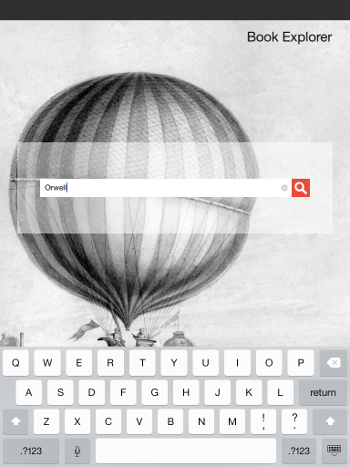 Book Explorer
Orwell
Q W E R T Y U I O P
A S D F G H J K L return
Z X C V B N M ! , ? .
.?123 .?123